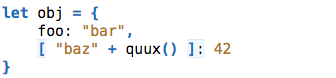 let obj = {
    foo: "bar",
    [ "baz" + quux() ]: 42
}